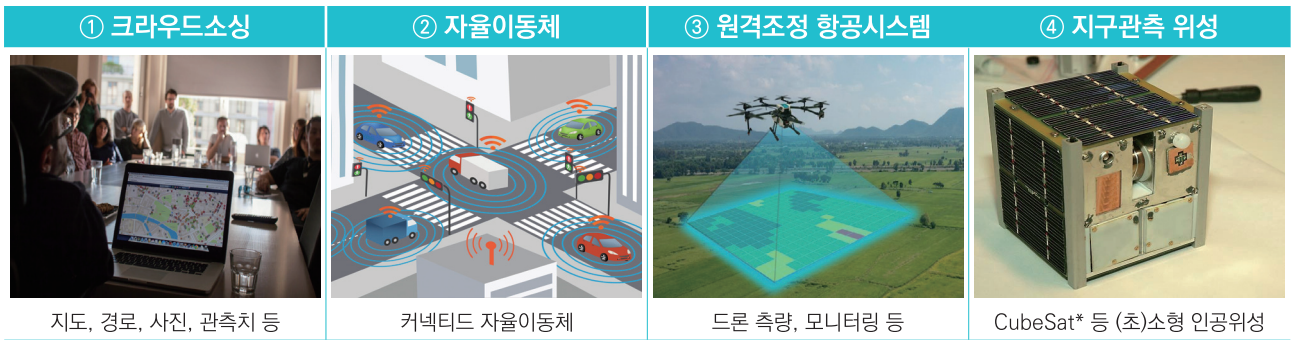 ① 크라우드소싱
② 자율이동체
③ 원격조정 항공시스템
④ 지구관측 위성
지도, 경로, 사진, 관측치 등
커넥티드 자율이동체
드론 측량, 모니터링 등
CubeSat* 등 (초)소형 인공위성